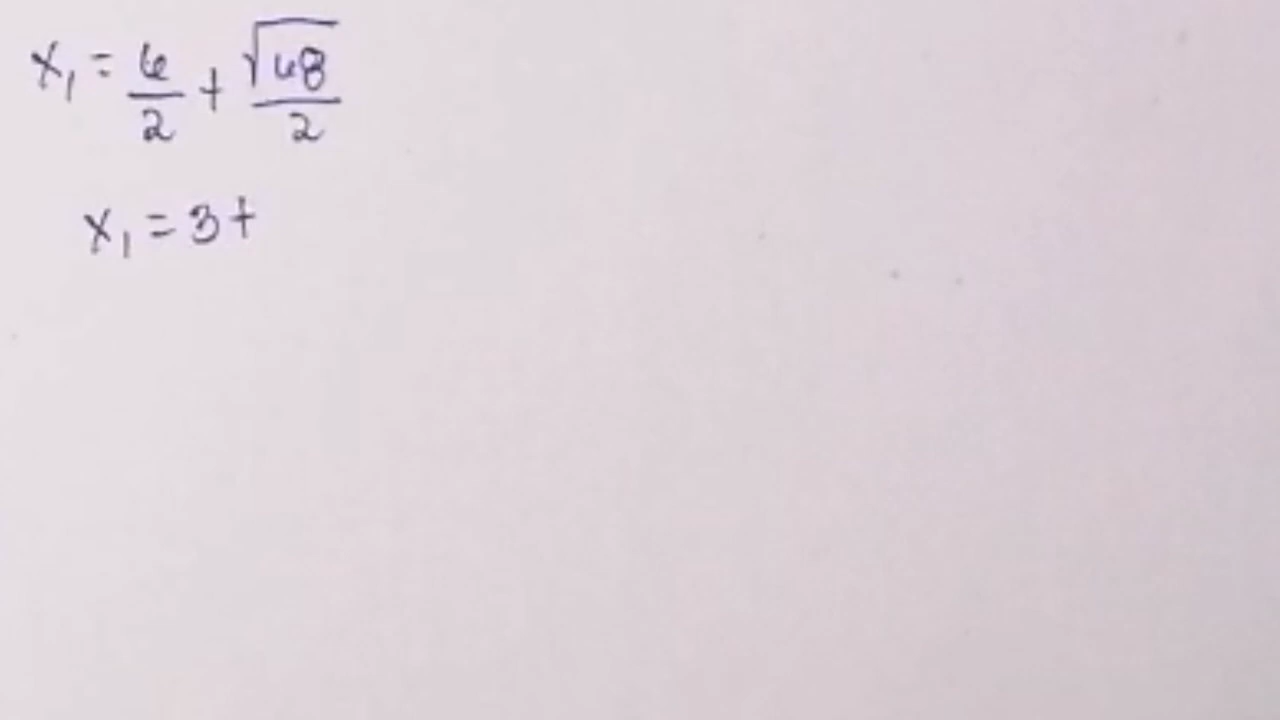 x₁ = 6/2 + √48/2
x₁ = 3 +